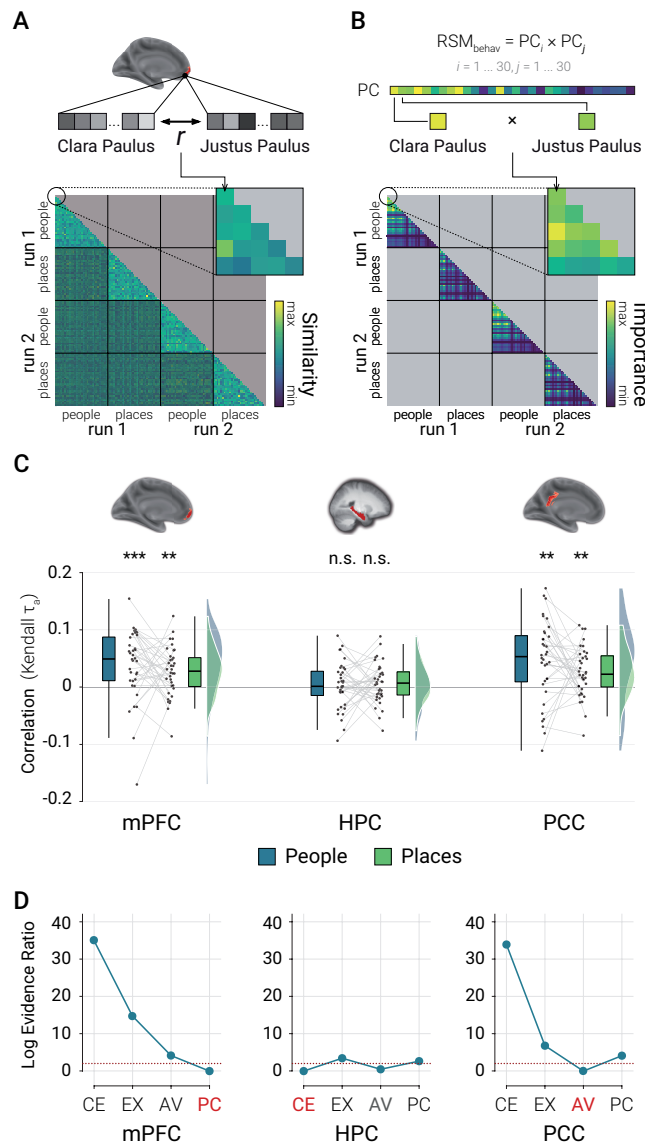 A
Clara Paulus
...
r
...
Justus Paulus
run 1
people
places
run 2
people
places
max
Similarity
min
people places people places
run 1 run 2
B
RSM behav = PC i × PC j
i = 1 ... 30, j = 1 ... 30
PC
×
Clara Paulus Justus Paulus
run 1
people
places
run 2
people
places
max
Importance
min
people places people places
run 1 run 2
C
*** ** n.s. n.s. ** **
Correlation (Kendall τa)
0.2
0.1
0
-0.1
-0.2
mPFC HPC PCC
People Places
D
Log Evidence Ratio
40 40 40
30 30 30
20 20 20
10 10 10
0 0 0
CE EX AV PC CE EX AV PC CE EX AV PC
mPFC HPC PCC